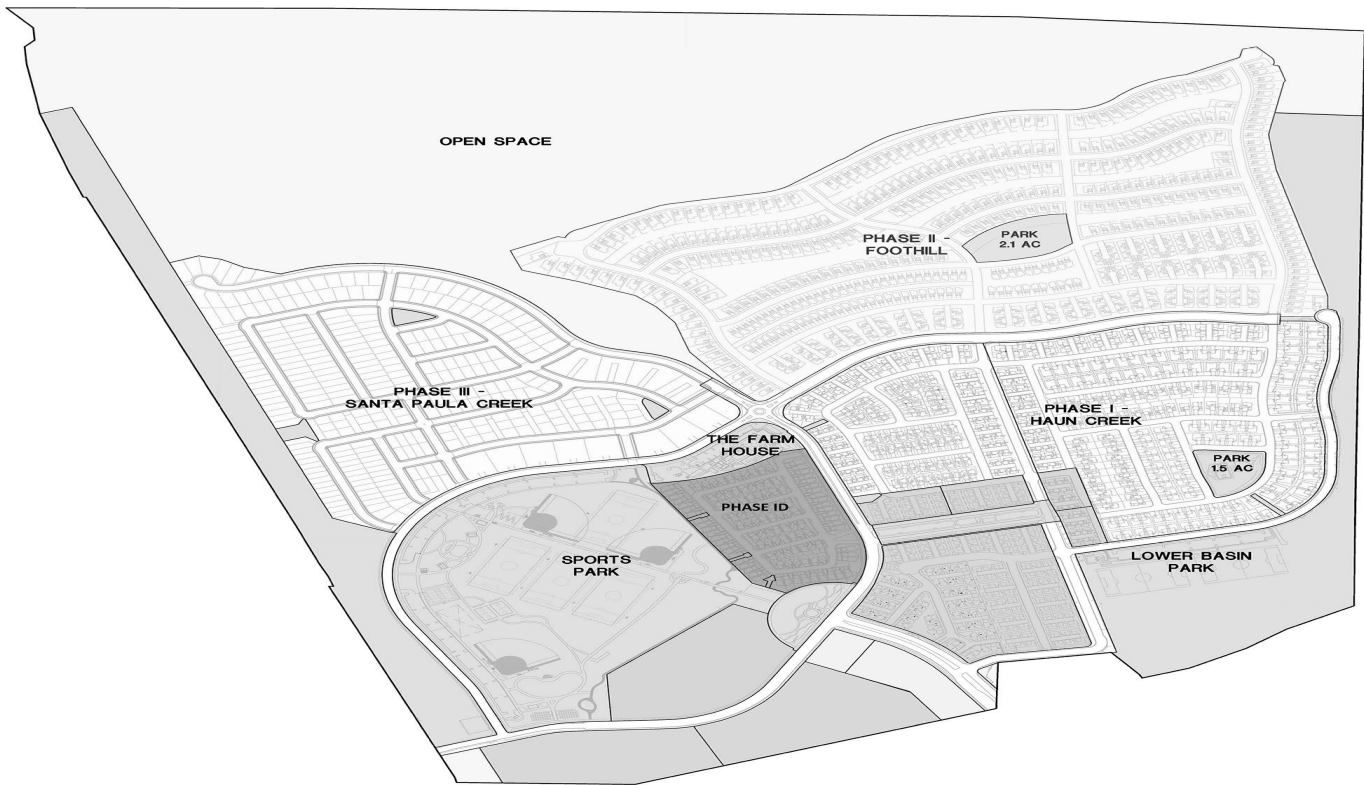 OPEN SPACE
PHASE II -
FOOTHILL
PARK
2.1 AC
PHASE III -
SANTA PAULA CREEK
PHASE I -
HAUN CREEK
THE FARM
HOUSE
PARK
1.5 AC
PHASE ID
SPORTS
PARK
LOWER BASIN
PARK